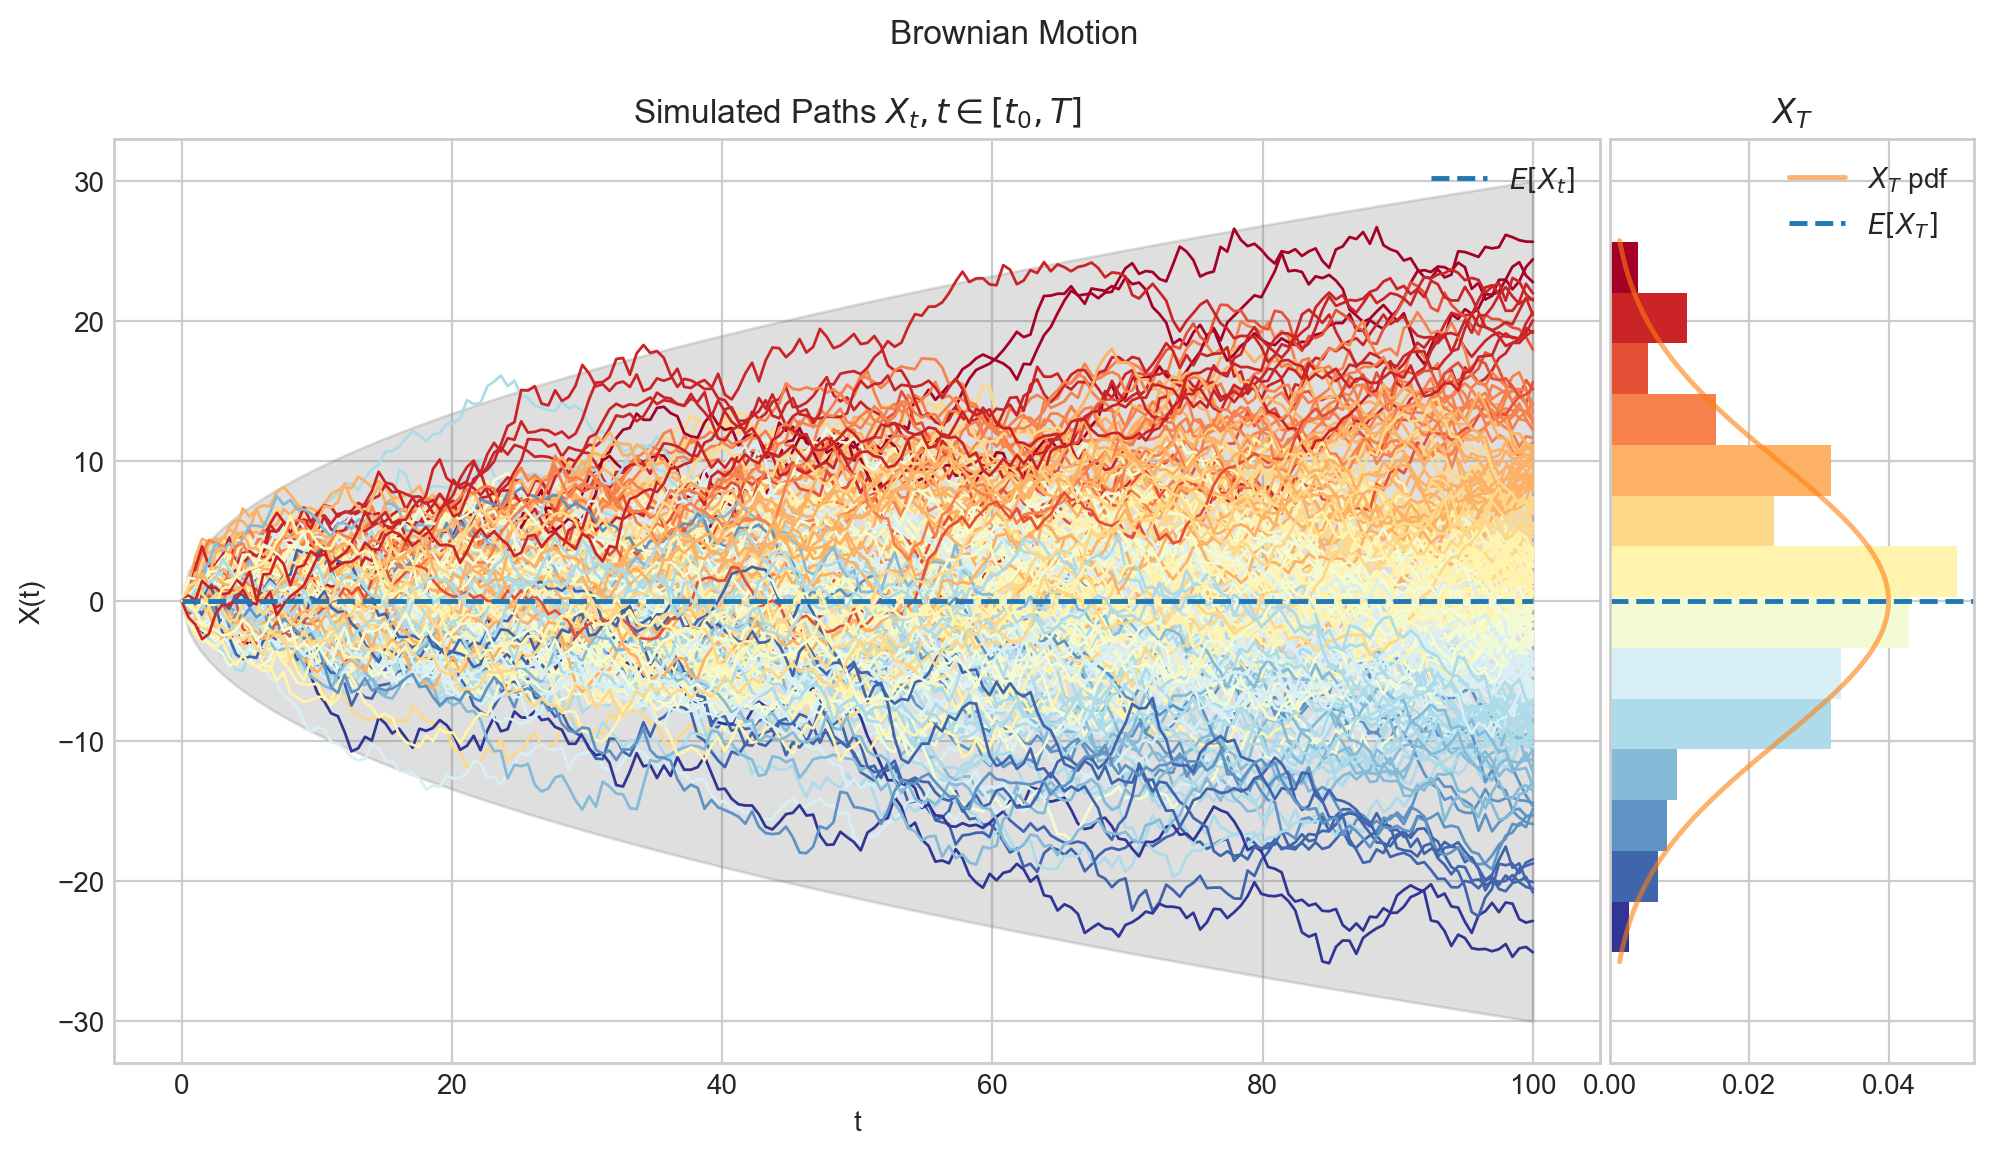 Brownian Motion
Simulated Paths $X_t, t \in [t_0, T]$
$X_T$
X(t)
30
20
10
0
−10
−20
−30
$E[X_t]$
$X_T$ pdf
$E[X_T]$
0
20
40
60
80
100
0.00
0.02
0.04
t